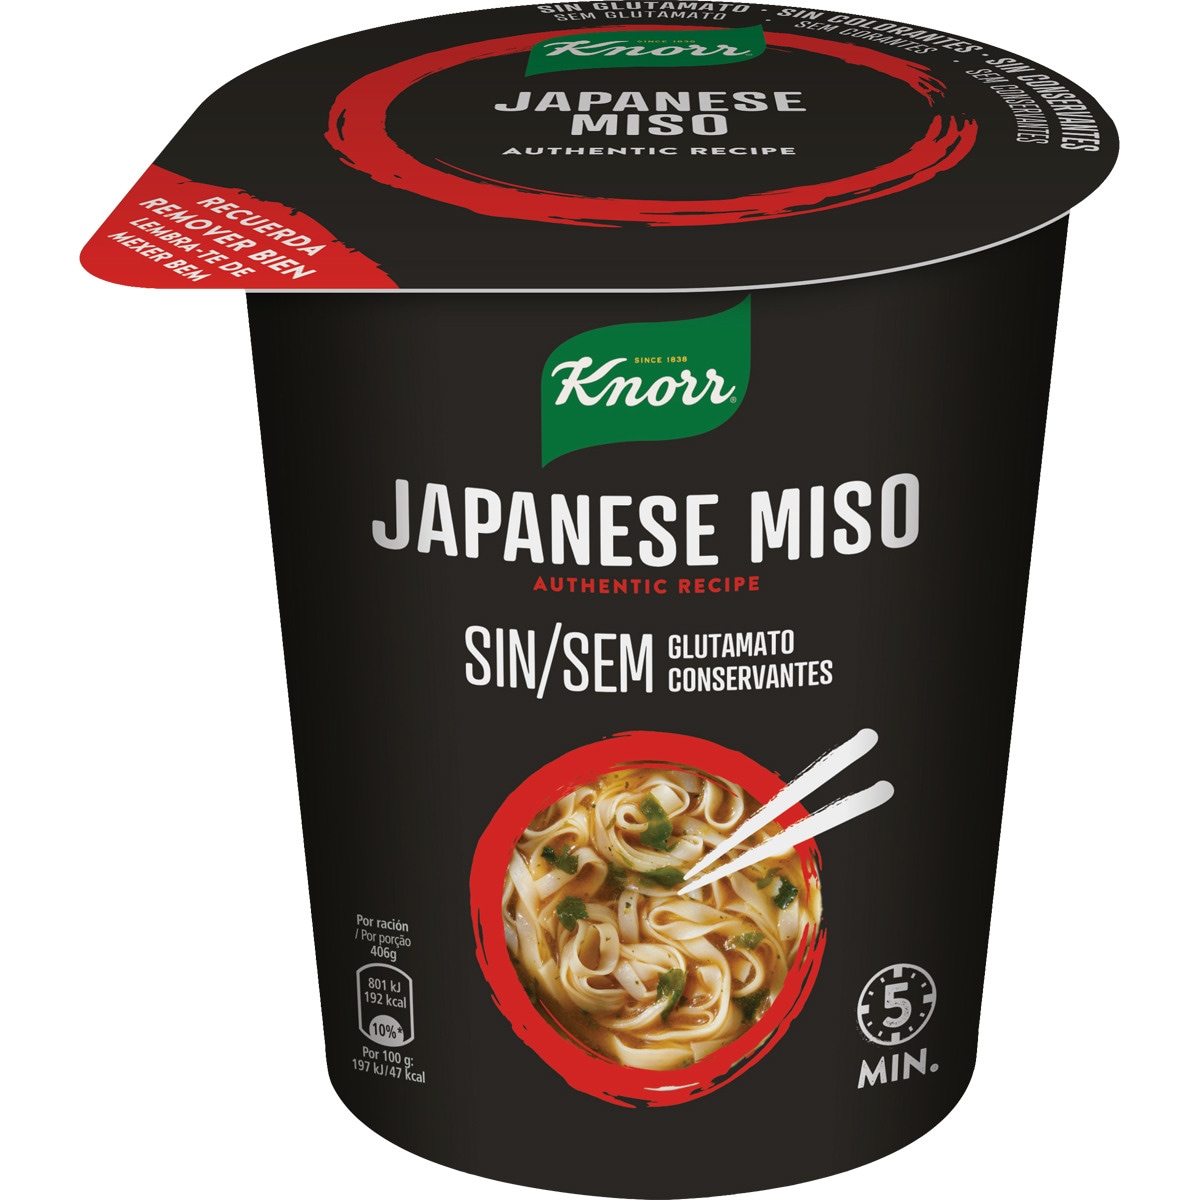 SIN GLUTAMATO · SIN COLORANTES · SIN CONSERVANTES
SEM GLUTAMATO · SEM CORANTES · SEM CONSERVANTES
SINCE 1838
Knorr
JAPANESE
MISO
AUTHENTIC RECIPE
RECUERDA
REMOVER BIEN
LEMBRA-TE DE
MEXER BEM
SINCE 1838
Knorr®
JAPANESE MISO
AUTHENTIC RECIPE
SIN/SEM GLUTAMATO
CONSERVANTES
Por ración
/ Por porção
406g
801 kJ
192 kcal
10%*
Por 100 g:
197 kJ/47 kcal
5
MIN.